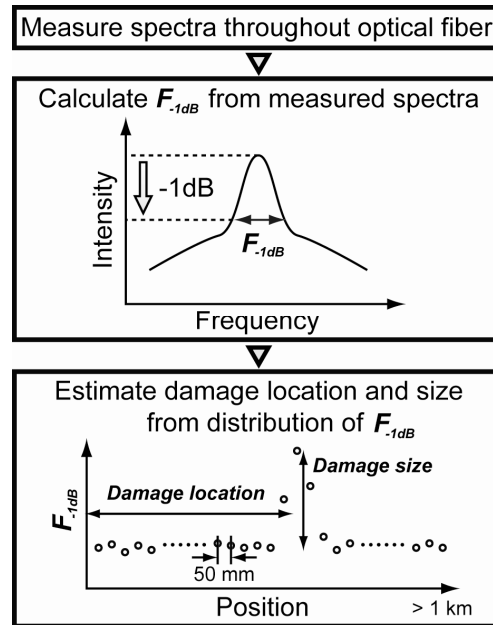 Measure spectra throughout optical fiber
Calculate F-1dB from measured spectra
Intensity
-1dB
F-1dB
Frequency
Estimate damage location and size
from distribution of F-1dB
F-1dB
Damage location
Damage size
50 mm
Position
> 1 km